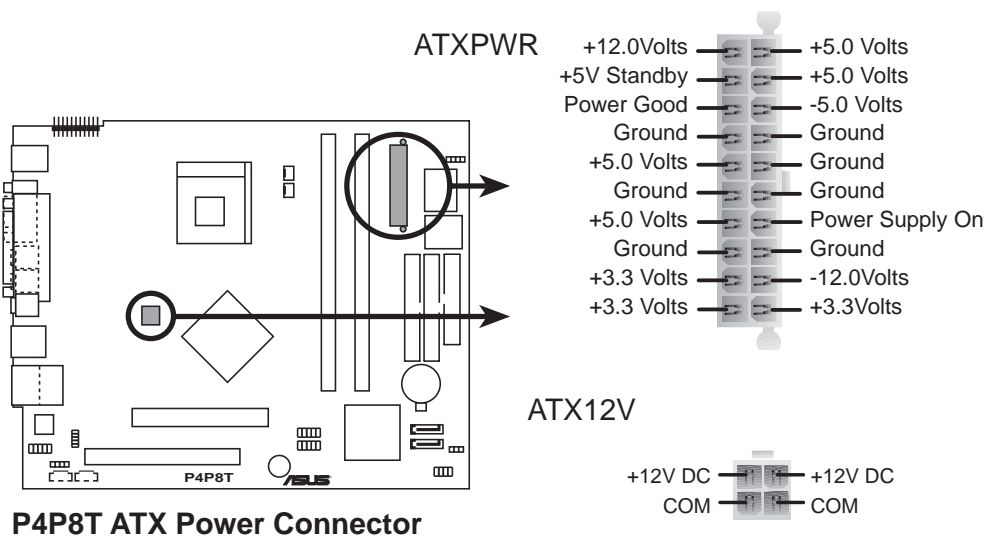 ATXPWR
+12.0Volts +5.0 Volts
+5V Standby +5.0 Volts
Power Good -5.0 Volts
Ground Ground
+5.0 Volts Ground
Ground Ground
+5.0 Volts Power Supply On
Ground Ground
+3.3 Volts -12.0Volts
+3.3 Volts +3.3Volts
ATX12V
+12V DC +12V DC
COM COM
P4P8T
ASUS
P4P8T ATX Power Connector